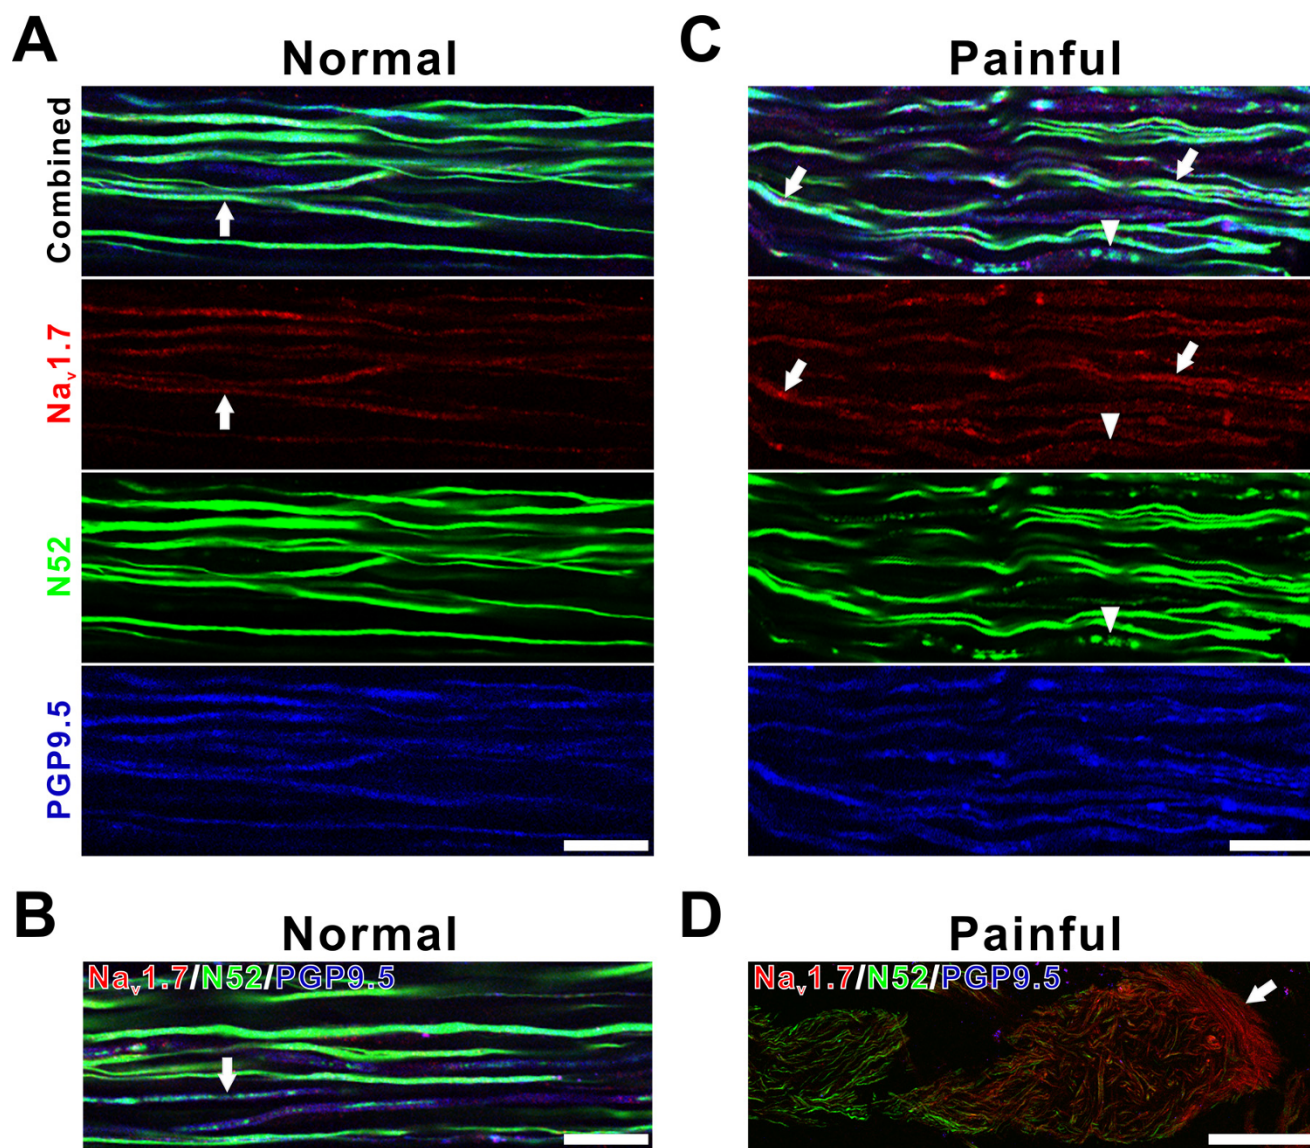 A
Normal
Combined
Nav1.7
N52
PGP9.5
C
Painful
B
Normal
Nav1.7/N52/PGP9.5
D
Painful
Nav1.7/N52/PGP9.5